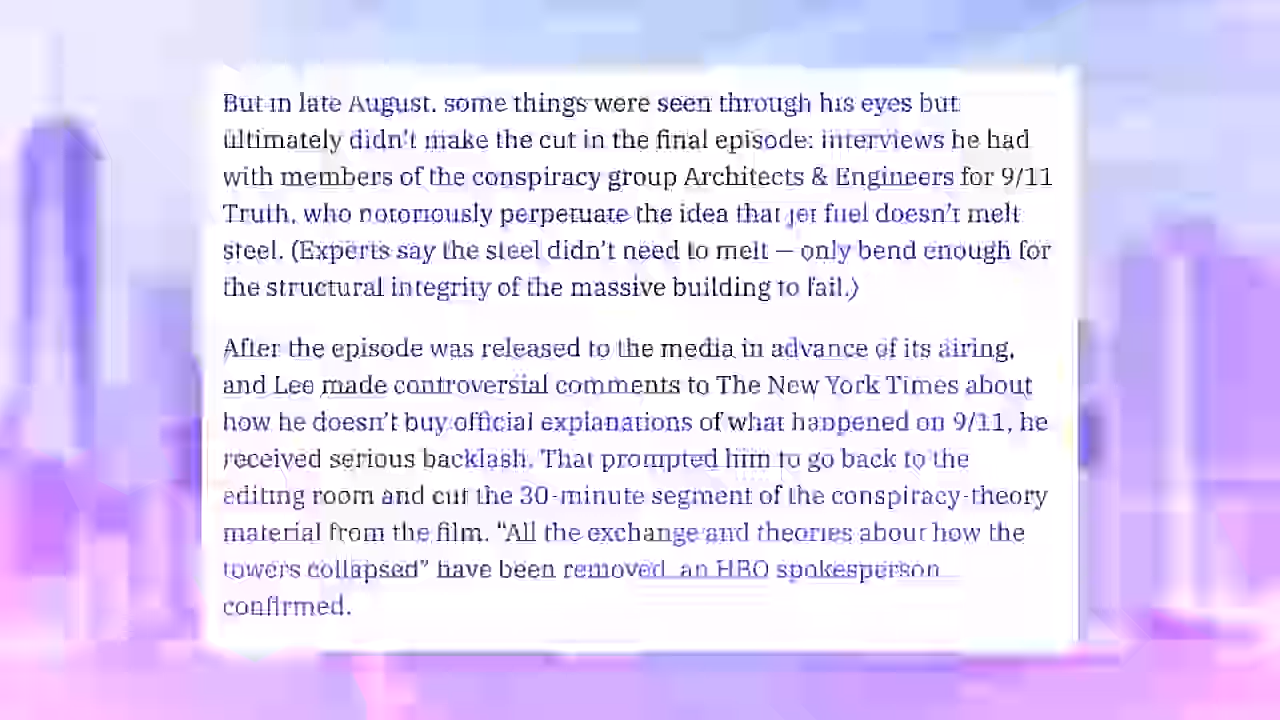 But in late August, some things were seen through his eyes but
ultimately didn't make the cut in the final episode: interviews he had
with members of the conspiracy group Architects & Engineers for 9/11
Truth, who notoriously perpetuate the idea that jet fuel doesn't melt
steel. (Experts say the steel didn't need to melt — only bend enough for
the structural integrity of the massive building to fail.)
After the episode was released to the media in advance of its airing,
and Lee made controversial comments to The New York Times about
how he doesn't buy official explanations of what happened on 9/11, he
received serious backlash. That prompted him to go back to the
editing room and cut the 30-minute segment of the conspiracy-theory
material from the film. "All the exchange and theories about how the
towers collapsed" have been removed, an HBO spokesperson
confirmed.